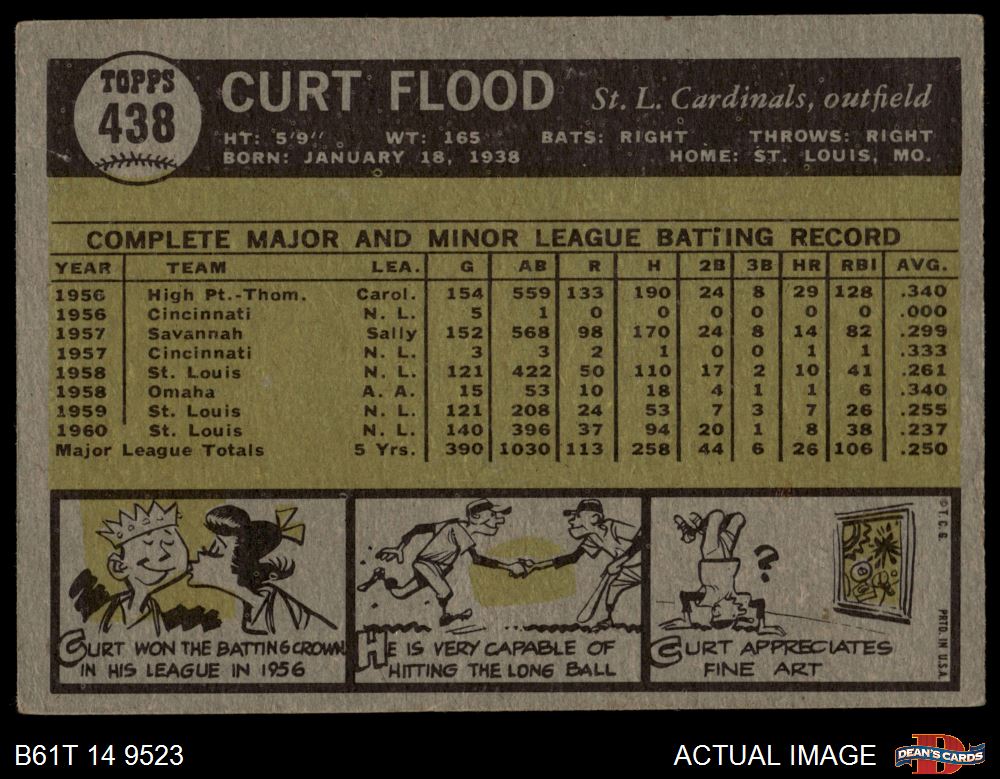 TOPPS
438
CURT FLOOD St. L. Cardinals, outfield
HT: 5'9" WT: 165 BATS: RIGHT THROWS: RIGHT
BORN: JANUARY 18, 1938 HOME: ST. LOUIS, MO.
COMPLETE MAJOR AND MINOR LEAGUE BATTING RECORD
YEAR TEAM LEA. G AB R H 2B 3B HR RBI AVG.
1956 High Pt.-Thom. Carol. 154 559 133 190 24 8 29 128 .340
1956 Cincinnati N. L. 5 1 0 0 0 0 0 0 .000
1957 Savannah Sally 152 568 98 170 24 8 14 82 .299
1957 Cincinnati N. L. 3 3 2 1 0 0 1 1 .333
1958 St. Louis N. L. 121 422 50 110 17 2 10 41 .261
1958 Omaha A. A. 15 53 10 18 4 1 1 6 .340
1959 St. Louis N. L. 121 208 24 53 7 3 7 26 .255
1960 St. Louis N. L. 140 396 37 94 20 1 8 38 .237
Major League Totals 5 Yrs. 390 1030 113 258 44 6 26 106 .250
CURT WON THE BATTING CROWN
IN HIS LEAGUE IN 1956
HE IS VERY CAPABLE OF
HITTING THE LONG BALL
?
CURT APPRECIATES
FINE ART
© T.C.G. PRTD. IN U.S.A.
B61T 14 9523
ACTUAL IMAGE
D
DEAN'S CARDS